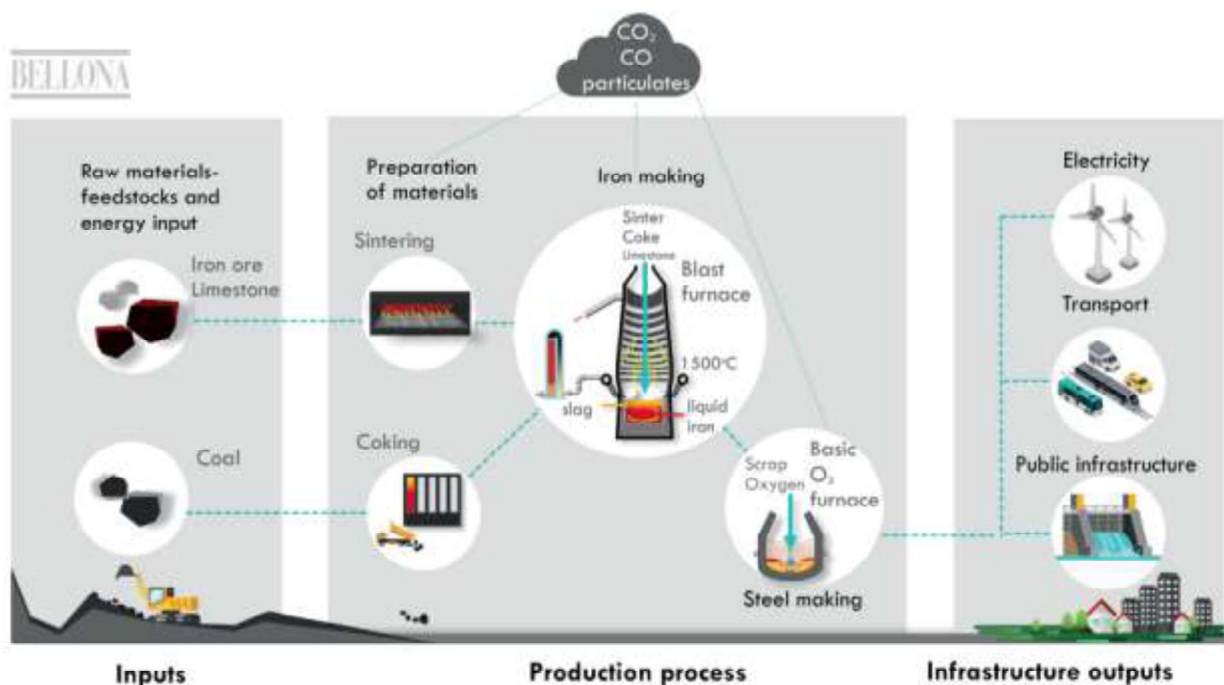 CO₂
CO
particulates
BELLONA
Raw materials-
feedstocks and
energy input
Iron ore
Limestone
Coal
Preparation
of materials
Sintering
Coking
Iron making
Sinter
Coke
Limestone
Blast
furnace
1500°C
slag
liquid
iron
Scrap
Oxygen
Basic
O₂
furnace
Steel making
Electricity
Transport
Public infrastructure
Inputs
Production process
Infrastructure outputs